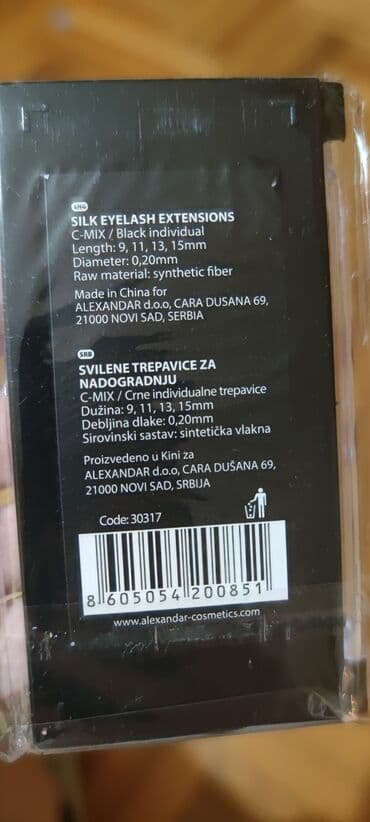 ENG
SILK EYELASH EXTENSIONS
C-MIX / Black individual
Length: 9, 11, 13, 15mm
Diameter: 0,20mm
Raw material: synthetic fiber
Made in China for
ALEXANDAR d.o.o, CARA DUSANA 69,
21000 NOVI SAD, SERBIA
SRB
SVILENE TREPAVICE ZA
NADOGRADNJU
C-MIX / Crne individualne trepavice
Dužina: 9, 11, 13, 15mm
Debljina dlake: 0,20mm
Sirovinski sastav: sintetička vlakna
Proizvedeno u Kini za
ALEXANDAR d.o.o, CARA DUŠANA 69,
21000 NOVI SAD, SRBIJA
Code: 30317
8 605054 200851
www.alexandar-cosmetics.com